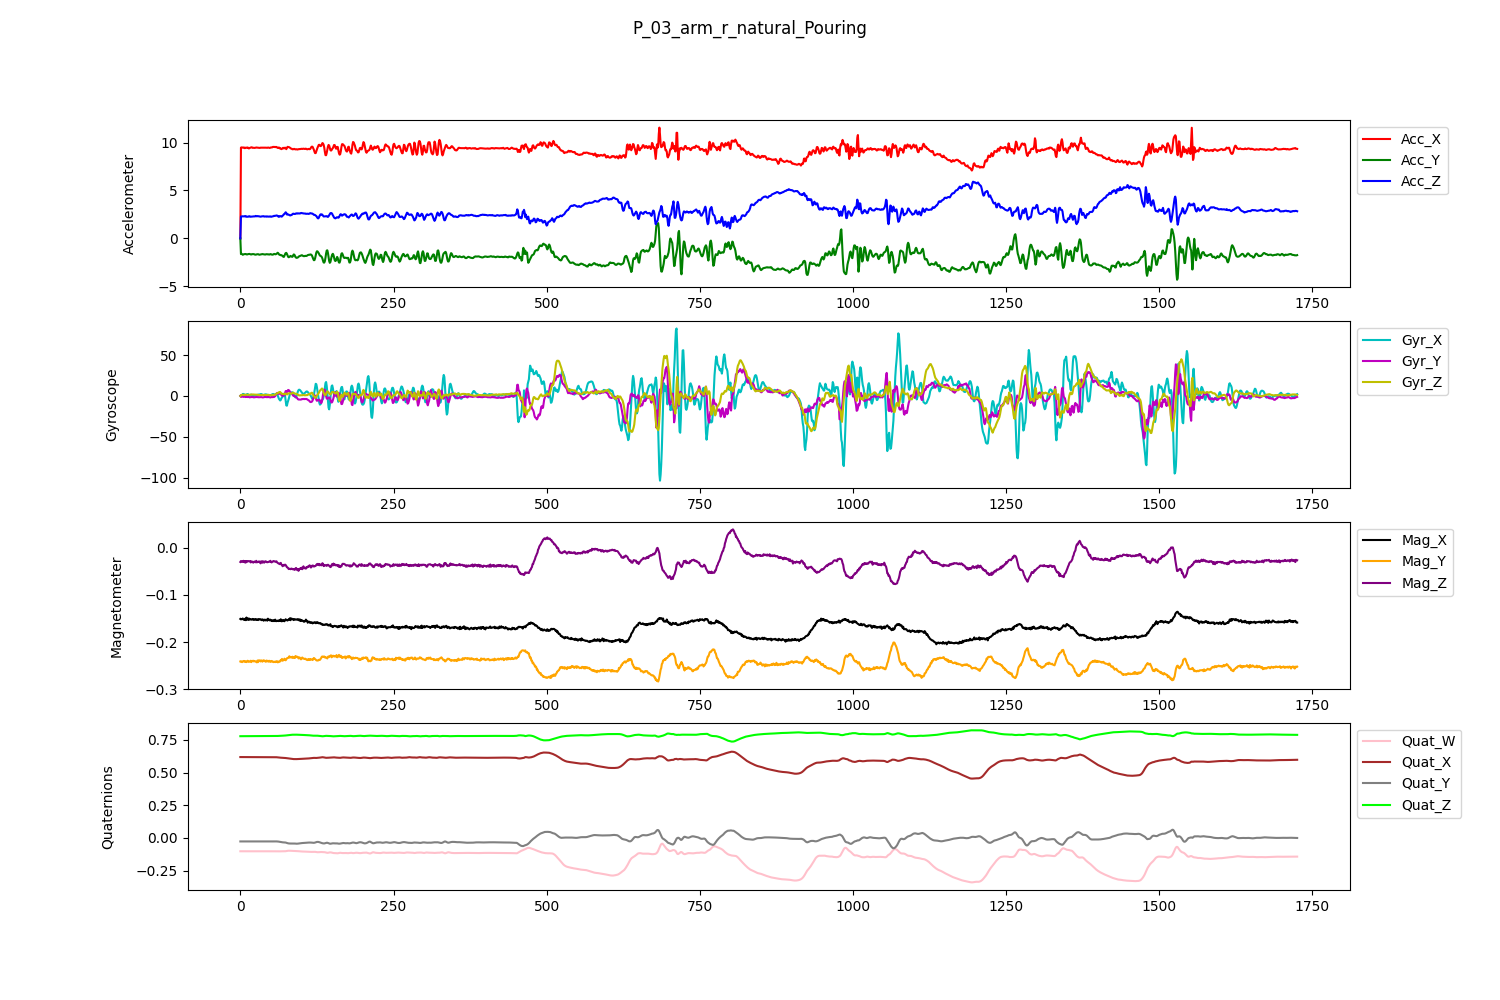 P_03_arm_r_natural_Pouring
Accelerometer
10
5
0
−5
0 250 500 750 1000 1250 1500 1750
Acc_X
Acc_Y
Acc_Z
Gyroscope
50
0
−50
−100
0 250 500 750 1000 1250 1500 1750
Gyr_X
Gyr_Y
Gyr_Z
Magnetometer
0.0
−0.1
−0.2
−0.3
0 250 500 750 1000 1250 1500 1750
Mag_X
Mag_Y
Mag_Z
Quaternions
0.75
0.50
0.25
0.00
−0.25
0 250 500 750 1000 1250 1500 1750
Quat_W
Quat_X
Quat_Y
Quat_Z